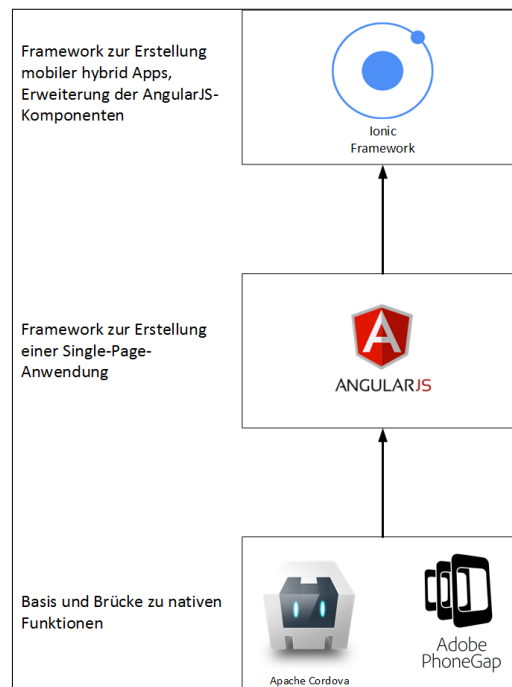 Framework zur Erstellung
mobiler hybrid Apps,
Erweiterung der AngularJS-
Komponenten
Ionic
Framework
Framework zur Erstellung
einer Single-Page-
Anwendung
ANGULARJS
Basis und Brücke zu nativen
Funktionen
Apache Cordova
Adobe
PhoneGap